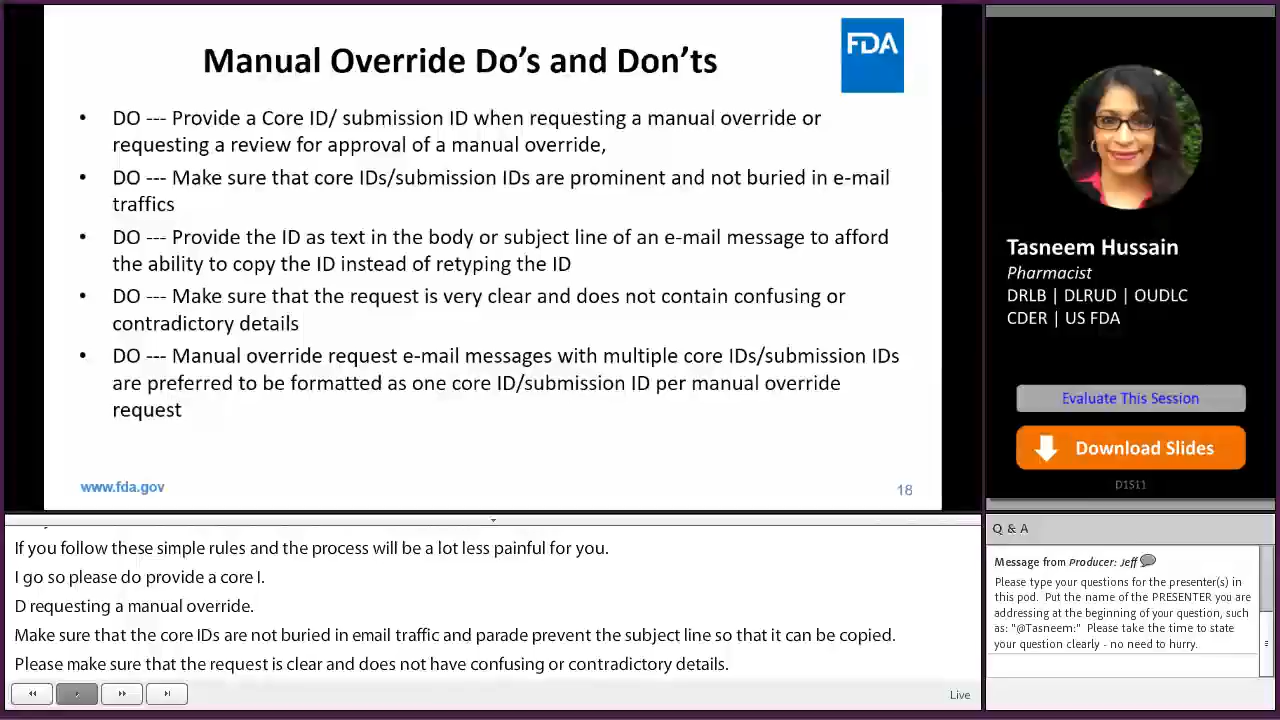 Manual Override Do's and Don'ts
FDA
• DO --- Provide a Core ID/ submission ID when requesting a manual override or
requesting a review for approval of a manual override,
• DO --- Make sure that core IDs/submission IDs are prominent and not buried in e-mail
traffics
• DO --- Provide the ID as text in the body or subject line of an e-mail message to afford
the ability to copy the ID instead of retyping the ID
• DO --- Make sure that the request is very clear and does not contain confusing or
contradictory details
• DO --- Manual override request e-mail messages with multiple core IDs/submission IDs
are preferred to be formatted as one core ID/submission ID per manual override
request
www.fda.gov
18
Tasneem Hussain
Pharmacist
DRLB | DLRUD | OUDLC
CDER | US FDA
Evaluate This Session
Download Slides
D1S11
If you follow these simple rules and the process will be a lot less painful for you.
I go so please do provide a core I.
D requesting a manual override.
Make sure that the core IDs are not buried in email traffic and parade prevent the subject line so that it can be copied.
Please make sure that the request is clear and does not have confusing or contradictory details.
Live
Q & A
Message from Producer: Jeff
Please type your questions for the presenter(s) in
this pod. Put the name of the PRESENTER you are
addressing at the beginning of your question, such
as: "@Tasneem:" Please take the time to state
your question clearly - no need to hurry.